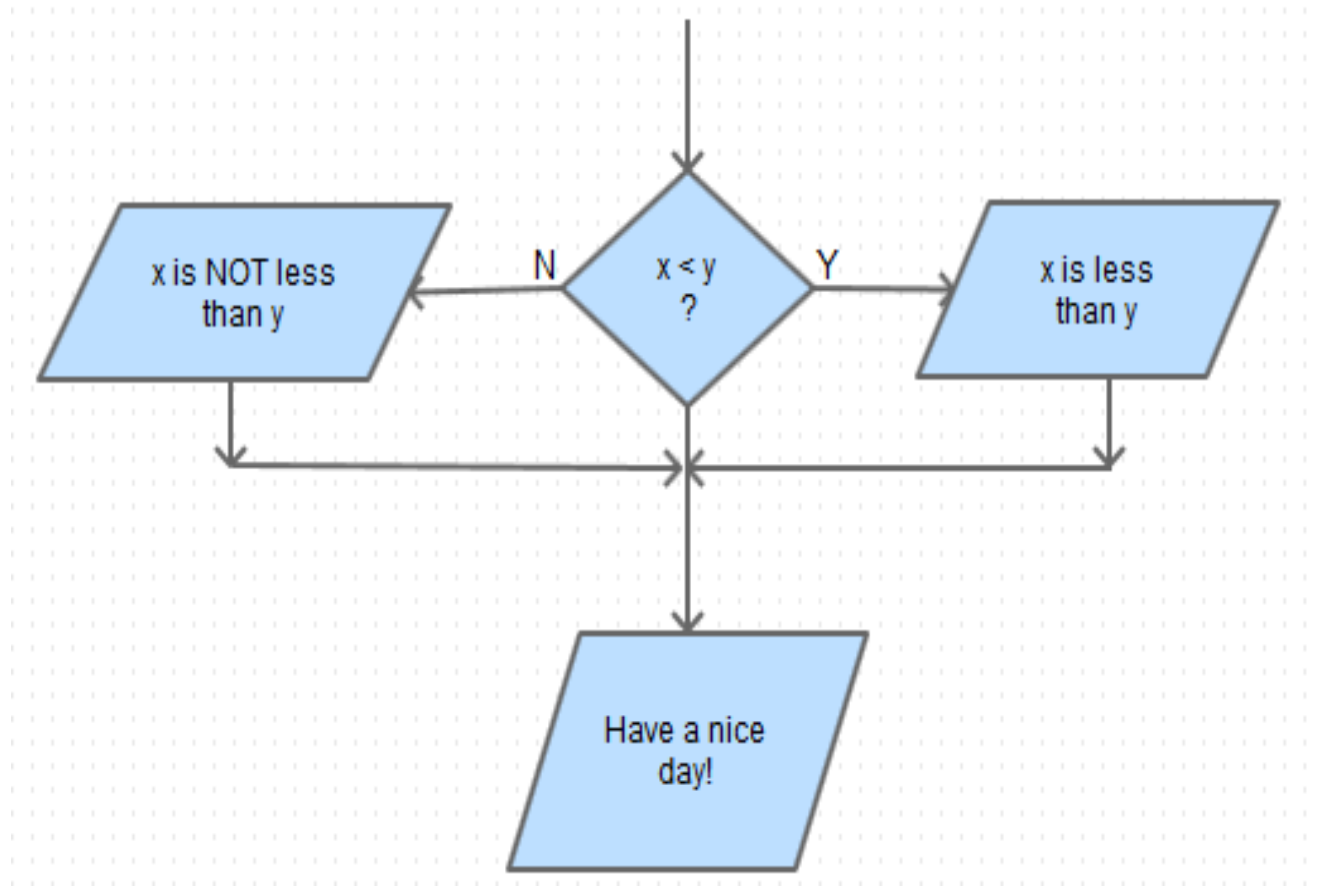 x is NOT less
than y
N
x < y
?
Y
x is less
than y
Have a nice
day!